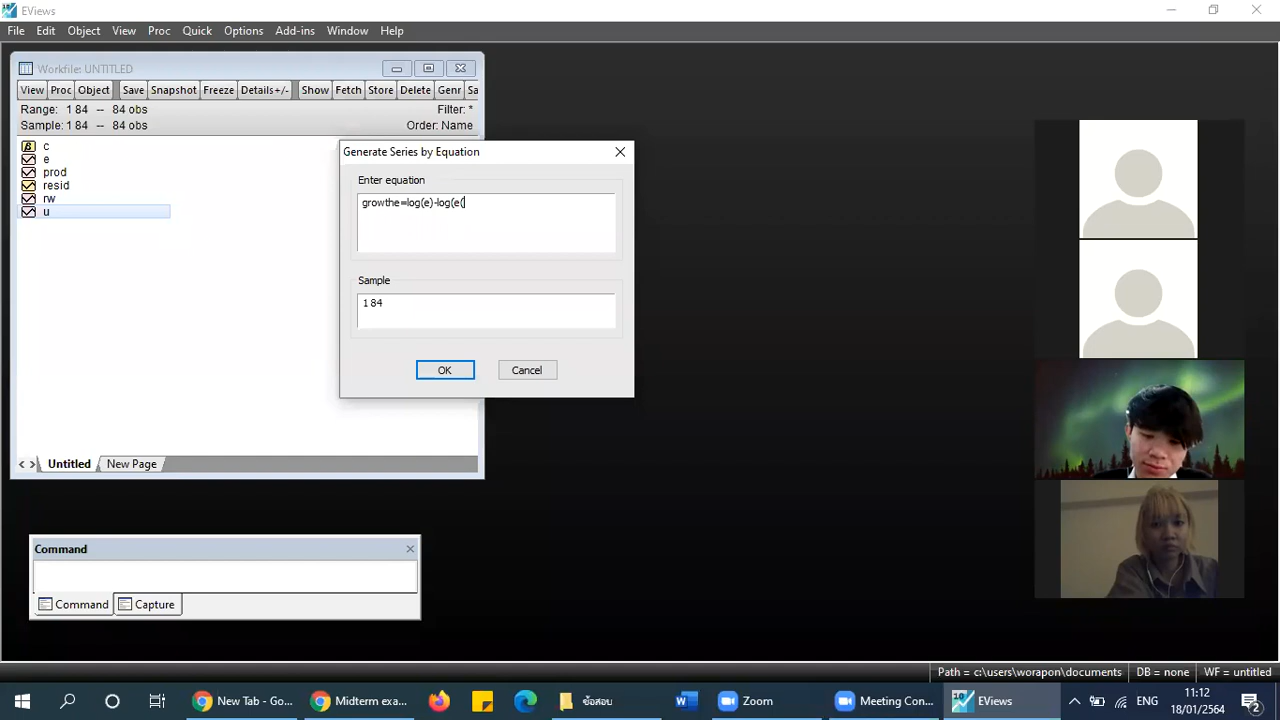 EViews
File Edit Object View Proc Quick Options Add-ins Window Help
Workfile: UNTITLED
View Proc Object Save Snapshot Freeze Details+/- Show Fetch Store Delete Genr Sa
Range: 1 84 -- 84 obs Filter: *
Sample: 1 84 -- 84 obs Order: Name
c
e
prod
resid
rw
u
Untitled New Page
Generate Series by Equation
Enter equation
growthe=log(e)-log(e(
Sample
1 84
OK Cancel
Command
Command Capture
Path = c:\users\worapon\documents DB = none WF = untitled
New Tab - Go... Midterm exa... ข้อสอบ Zoom Meeting Con... 10 EViews ENG 11:12
18/01/2564 2